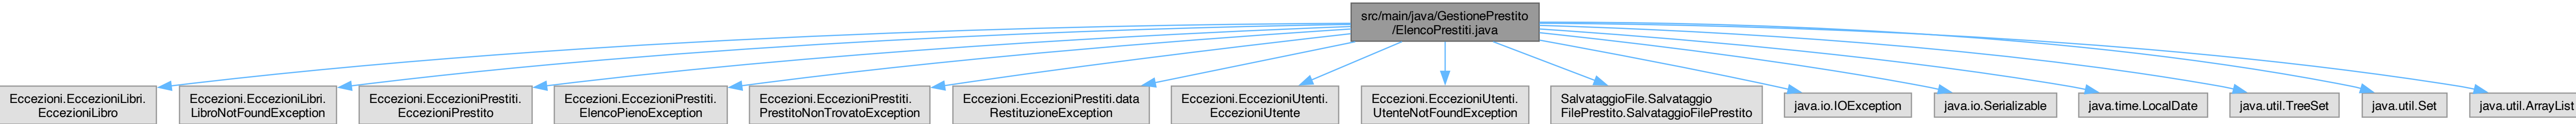 src/main/java/GestionePrestito
/ElencoPrestiti.java
Eccezioni.EccezioniLibri.
EccezioniLibro
Eccezioni.EccezioniLibri.
LibroNotFoundException
Eccezioni.EccezioniPrestiti.
EccezioniPrestito
Eccezioni.EccezioniPrestiti.
ElencoPienoException
Eccezioni.EccezioniPrestiti.
PrestitoNonTrovatoException
Eccezioni.EccezioniPrestiti.data
RestituzioneException
Eccezioni.EccezioniUtenti.
EccezioniUtente
Eccezioni.EccezioniUtenti.
UtenteNotFoundException
SalvataggioFile.Salvataggio
FilePrestito.SalvataggioFilePrestito
java.io.IOException
java.io.Serializable
java.time.LocalDate
java.util.TreeSet
java.util.Set
java.util.ArrayList